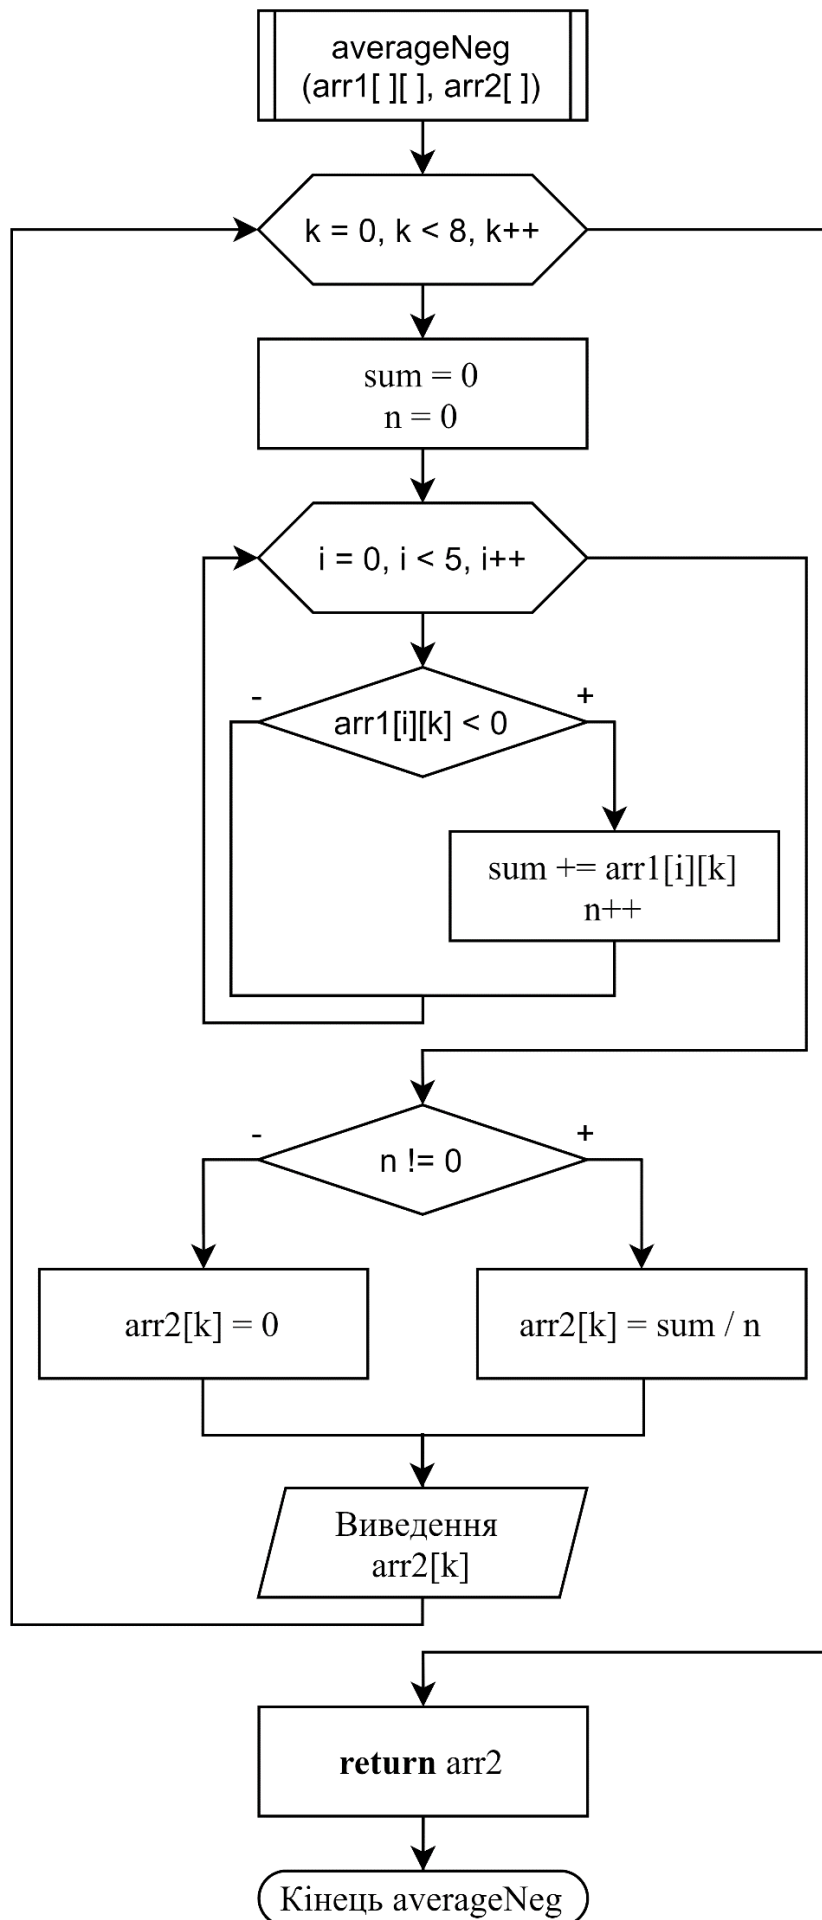 averageNeg
(arr1[ ][ ], arr2[ ])
k = 0, k < 8, k++
sum = 0
n = 0
i = 0, i < 5, i++
-
+
arr1[i][k] < 0
sum += arr1[i][k]
n++
-
+
n != 0
arr2[k] = 0
arr2[k] = sum / n
Виведення
arr2[k]
return arr2
Кінець averageNeg